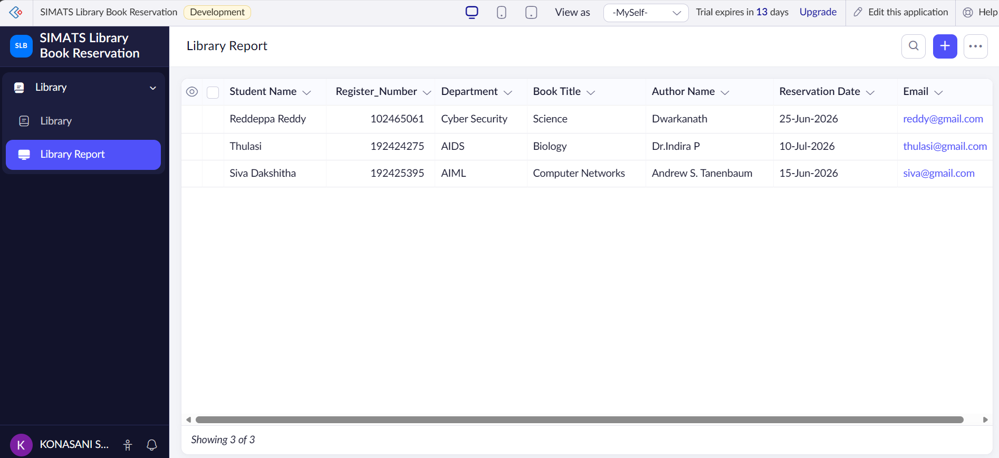 SIMATS Library Book Reservation Development View as -MySelf- Trial expires in 13 days Upgrade Edit this application Help
SLB SIMATS Library
Book Reservation
Library
Library
Library Report
KONASANI S...
K
Library Report
Student Name Register_Number Department Book Title Author Name Reservation Date Email
Reddeppa Reddy 102465061 Cyber Security Science Dwarkanath 25-Jun-2026 reddy@gmail.com
Thulasi 192424275 AIDS Biology Dr.Indira P 10-Jul-2026 thulasi@gmail.com
Siva Dakshitha 192425395 AIML Computer Networks Andrew S. Tanenbaum 15-Jun-2026 siva@gmail.com
Showing 3 of 3